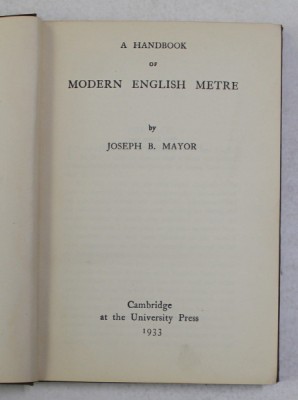 A HANDBOOK
OF
MODERN ENGLISH METRE
by
JOSEPH B. MAYOR
Cambridge
at the University Press
1933